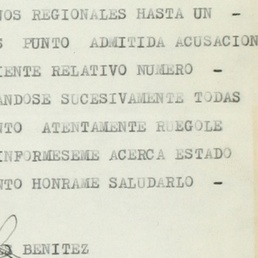 NOS REGIONALES HASTA UN -
S PUNTO ADMITIDA ACUSACION
IENTE RELATIVO NUMERO -
ANDOSE SUCESIVAMENTE TODAS
NTO ATENTAMENTE RUEGOLE
INFORMESEME ACERCA ESTADO
NTO HONRAME SALUDARLO -
BENITEZ